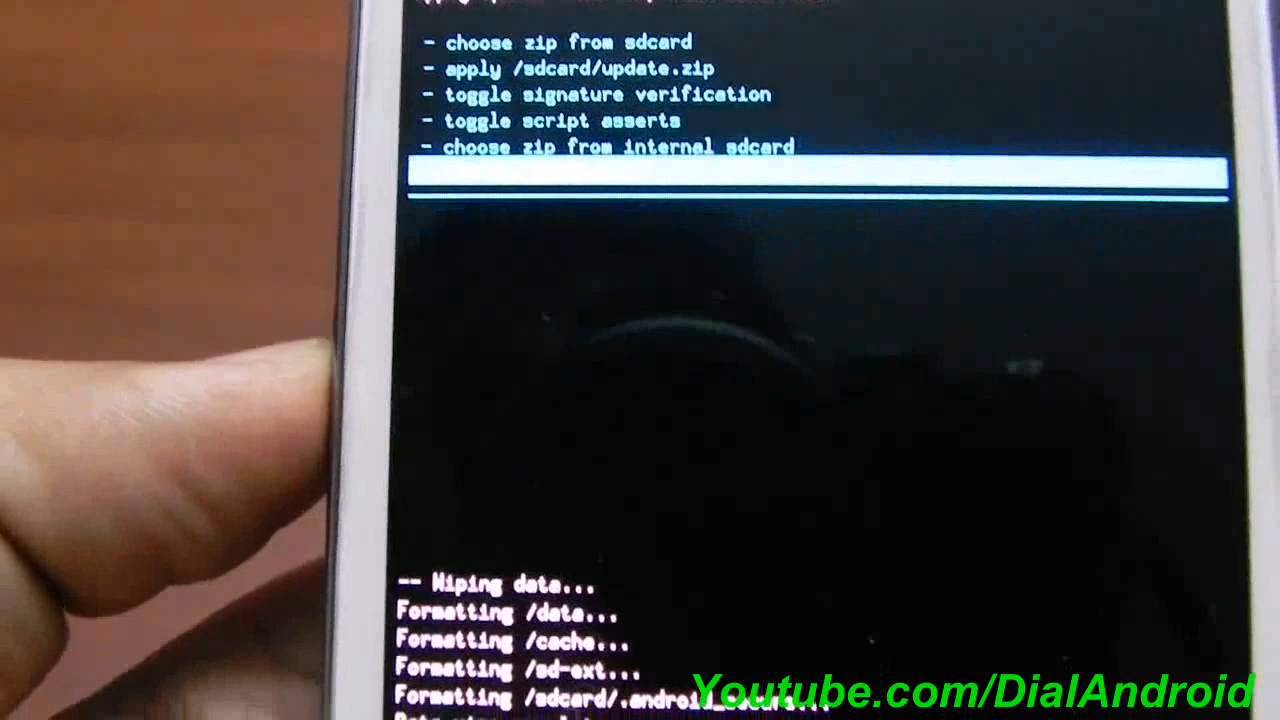 - choose zip from sdcard
- apply /sdcard/update.zip
- toggle signature verification
- toggle script asserts
- choose zip from internal sdcard
-- Wiping data...
Formatting /data...
Formatting /cache...
Formatting /sd-ext...
Formatting /sdcard/.android_secure...
Youtube.com/DialAndroid